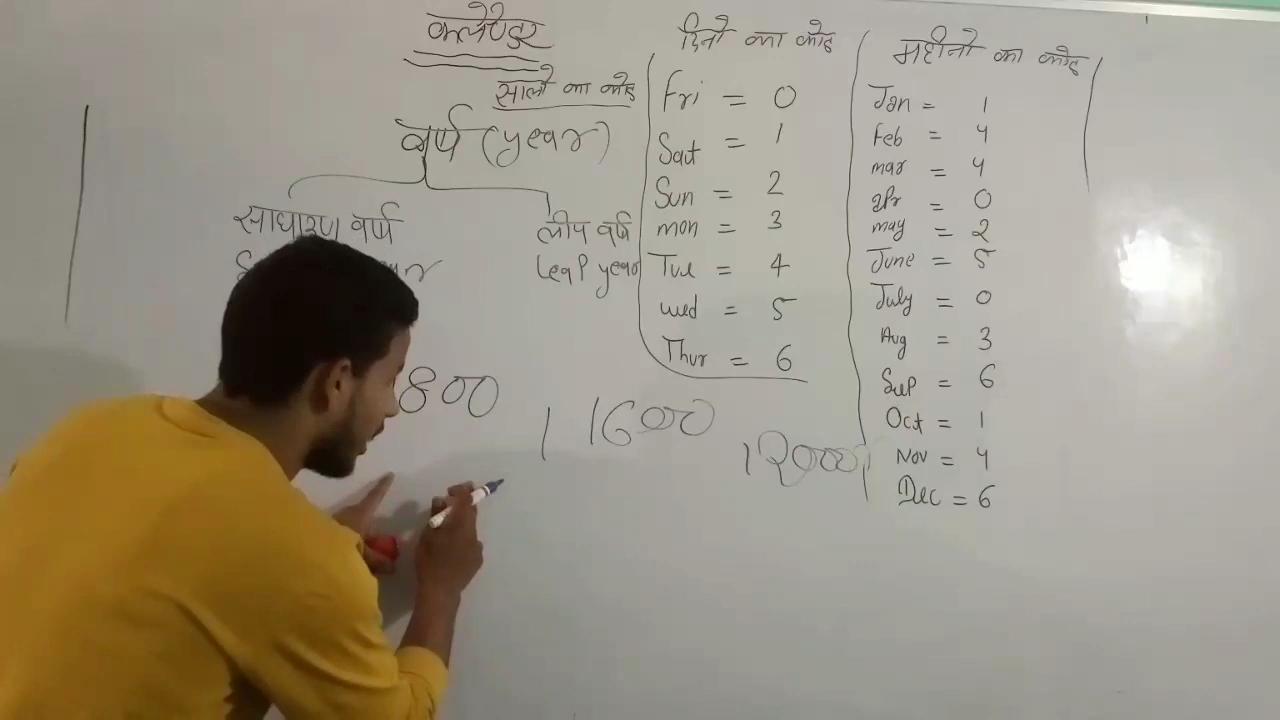 कलेण्डर
सालो का कोड
वर्ष (year)
साधारण वर्ष
लीप वर्ष
Leap year
800
1600
2000
दिनो का कोड
Fri = 0
Sat = 1
Sun = 2
mon = 3
Tue = 4
wed = 5
Thur = 6
महीनो का कोड
Jan = 1
Feb = 4
mar = 4
apr = 0
may = 2
June = 5
July = 0
Aug = 3
Sep = 6
Oct = 1
Nov = 4
Dec = 6